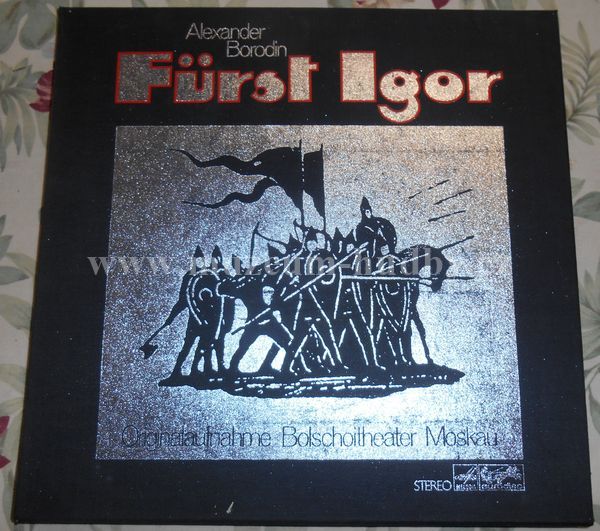 Alexander
Borodin
Fürst Igor
Originalaufnahme Bolschoitheater Moskau
STEREO